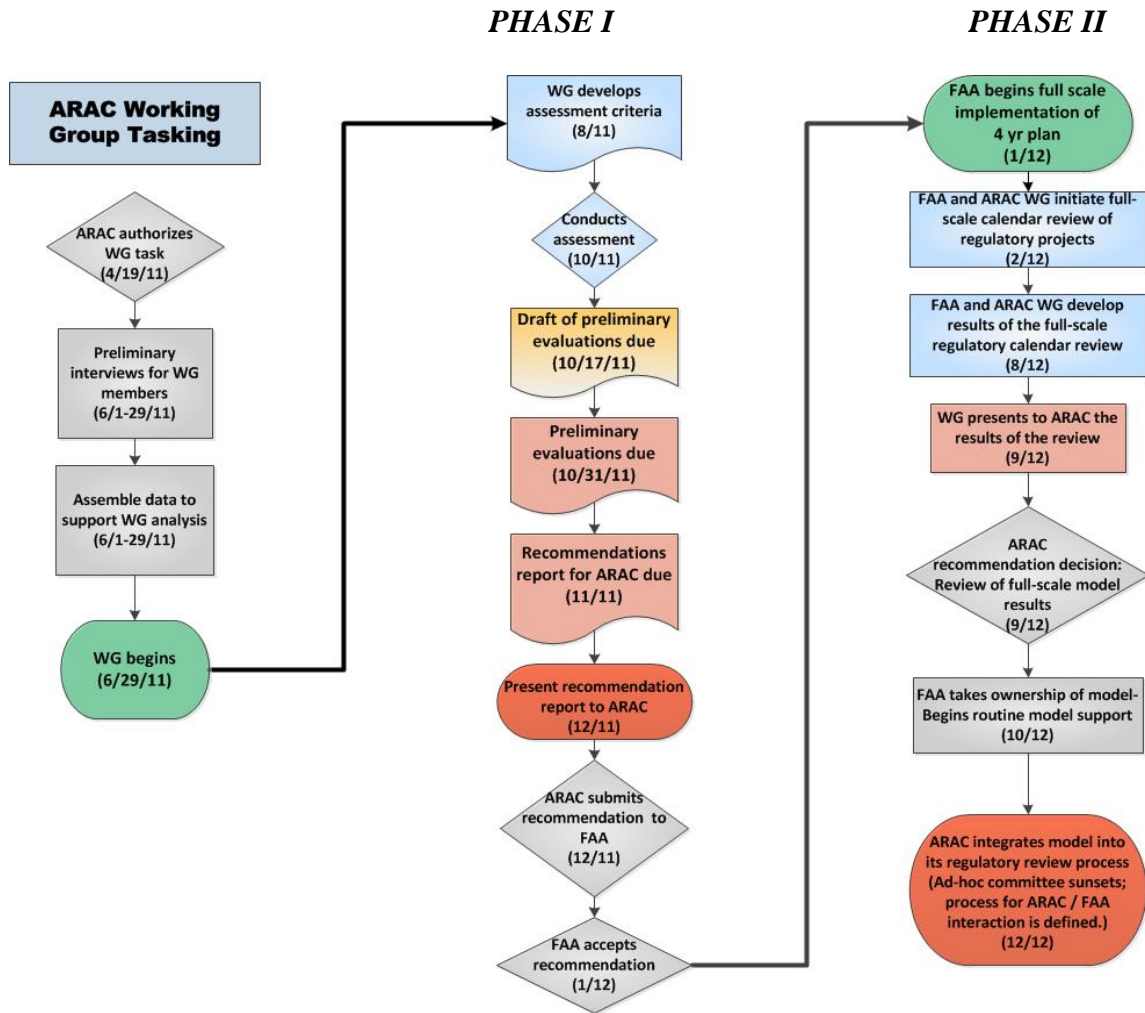 PHASE I
PHASE II
ARAC Working
Group Tasking
ARAC authorizes
WG task
(4/19/11)
Preliminary
interviews for WG
members
(6/1-29/11)
Assemble data to
support WG analysis
(6/1-29/11)
WG begins
(6/29/11)
WG develops
assessment criteria
(8/11)
Conducts
assessment
(10/11)
Draft of preliminary
evaluations due
(10/17/11)
Preliminary
evaluations due
(10/31/11)
Recommendations
report for ARAC due
(11/11)
Present recommendation
report to ARAC
(12/11)
ARAC submits
recommendation to
FAA
(12/11)
FAA accepts
recommendation
(1/12)
FAA begins full scale
implementation of
4 yr plan
(1/12)
FAA and ARAC WG initiate full-
scale calendar review of
regulatory projects
(2/12)
FAA and ARAC WG develop
results of the full-scale
regulatory calendar review
(8/12)
WG presents to ARAC the
results of the review
(9/12)
ARAC
recommendation decision:
Review of full-scale model
results
(9/12)
FAA takes ownership of model-
Begins routine model support
(10/12)
ARAC integrates model into
its regulatory review process
(Ad-hoc committee sunsets;
process for ARAC / FAA
interaction is defined.)
(12/12)